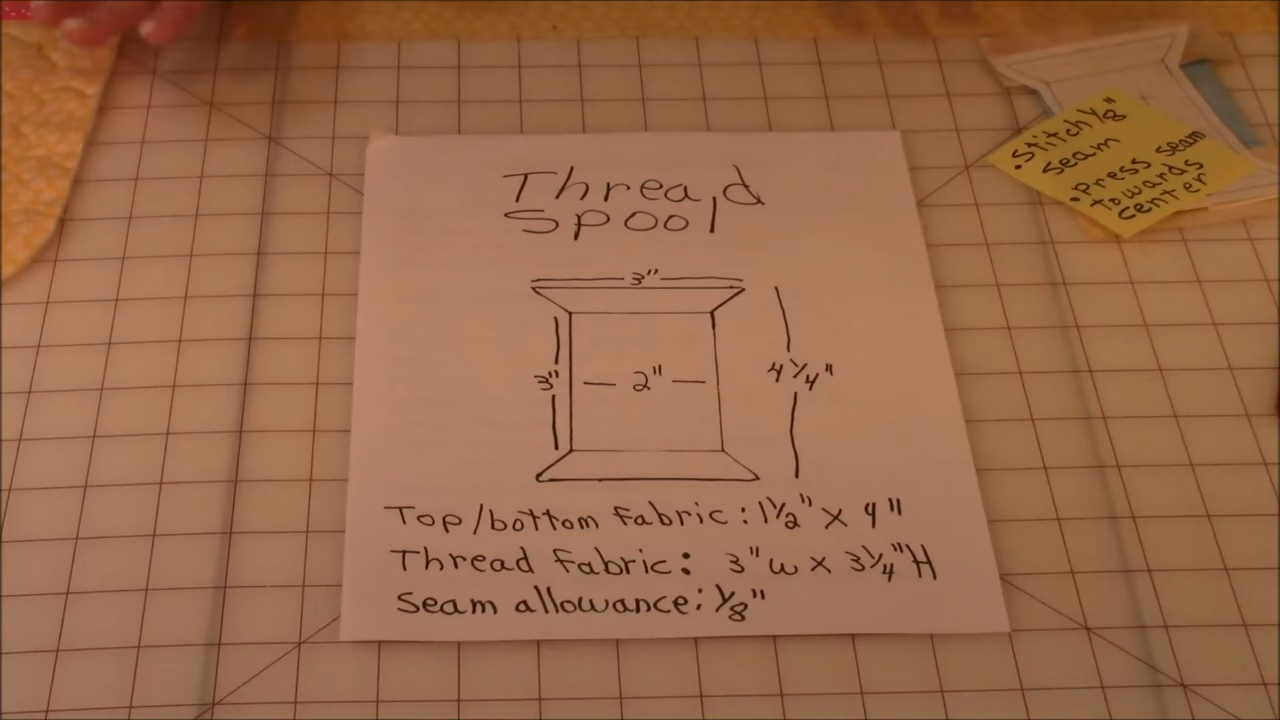 Thread
Spool
3"
3"
2"
4 1/4"
Top/bottom fabric: 1 1/2" X 4"
Thread fabric: 3" w x 3 1/4" H
Seam allowance: 1/8"
• Stitch 1/8"
seam
• Press seam
towards
center